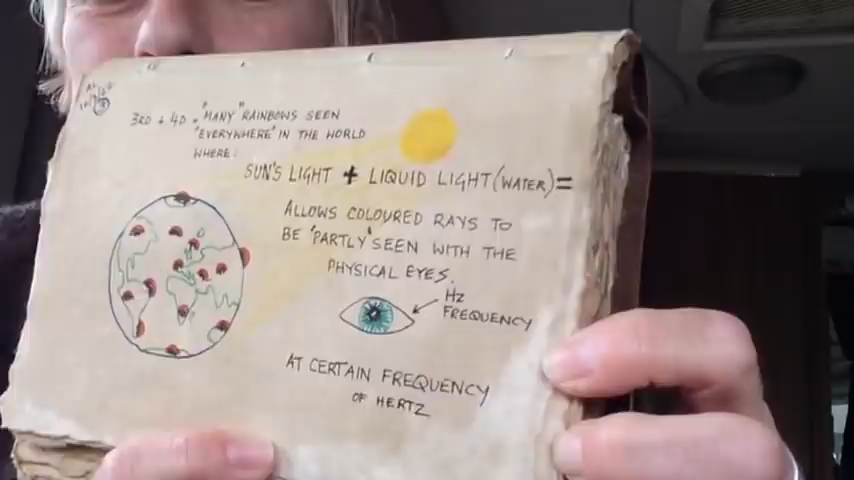 3RD + 4D = "MANY" RAINBOWS SEEN
"EVERYWHERE" IN THE WORLD
WHERE:
SUN'S LIGHT + LIQUID LIGHT (WATER) =
ALLOWS COLOURED RAYS TO
BE 'PARTLY' SEEN WITH THE
PHYSICAL EYES.
HZ
FREQUENCY
AT CERTAIN FREQUENCY
OF HERTZ